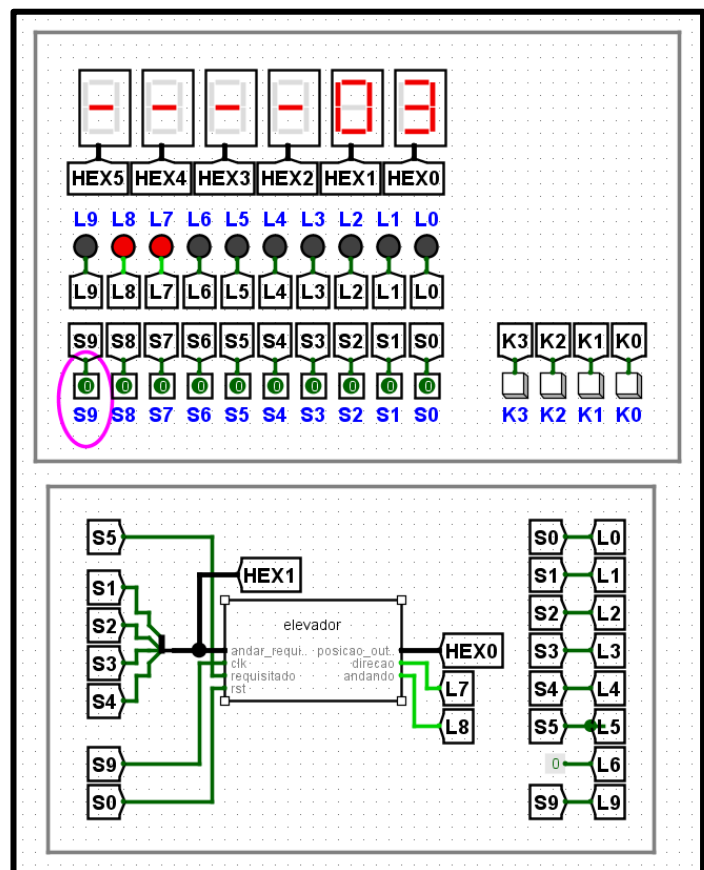 - - - - 0 3
HEX5 HEX4 HEX3 HEX2 HEX1 HEX0
L9 L8 L7 L6 L5 L4 L3 L2 L1 L0
L9 L8 L7 L6 L5 L4 L3 L2 L1 L0
S9 S8 S7 S6 S5 S4 S3 S2 S1 S0 K3 K2 K1 K0
0 0 0 0 0 0 0 0 0 0
S9 S8 S7 S6 S5 S4 S3 S2 S1 S0 K3 K2 K1 K0
S5
S1
S2
S3
S4
S9
S0
HEX1
elevador
andar_requi.. posicao_out..
clk direcao
requisitado andando
rst
HEX0
L7
L8
S0 L0
S1 L1
S2 L2
S3 L3
S4 L4
S5 L5
0 L6
S9 L9